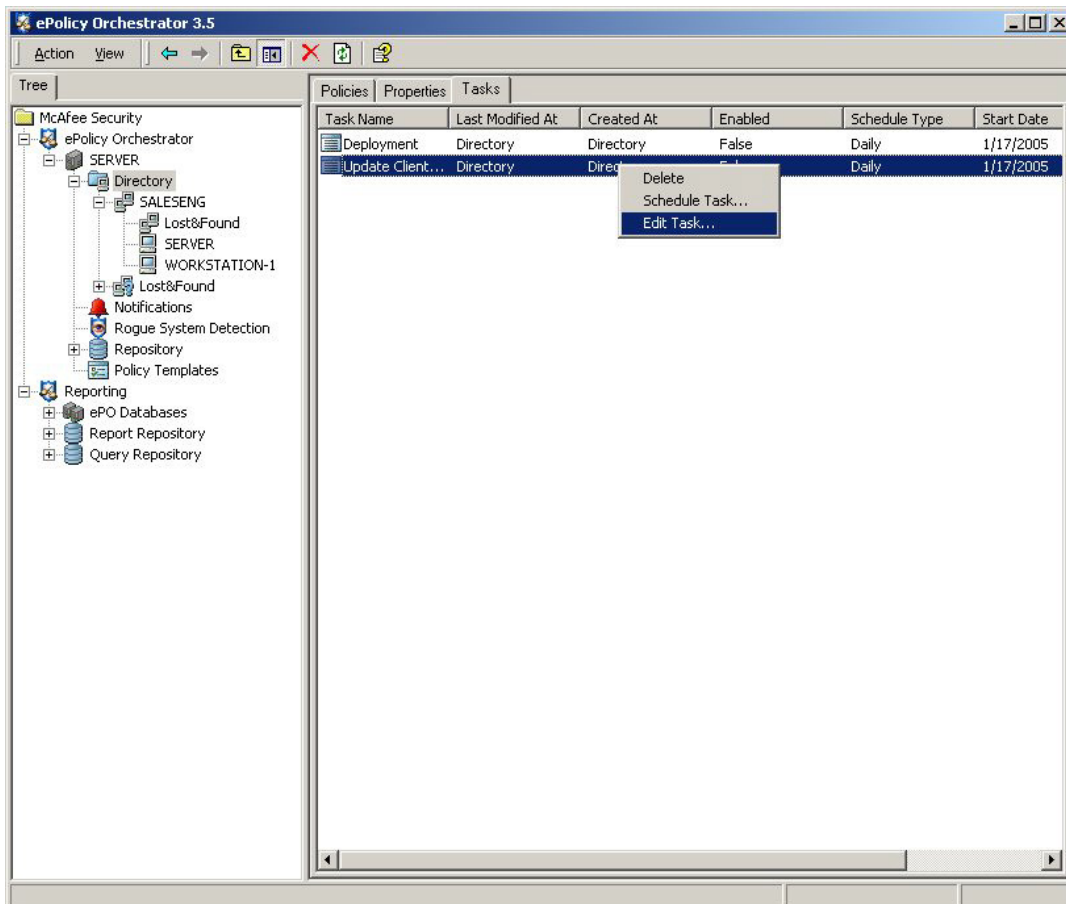 ePolicy Orchestrator 3.5
Action View
Tree
Policies Properties Tasks
McAfee Security
ePolicy Orchestrator
SERVER
Directory
SALESENG
Lost&Found
SERVER
WORKSTATION-1
Lost&Found
Notifications
Rogue System Detection
Repository
Policy Templates
Reporting
ePO Databases
Report Repository
Query Repository
Task Name Last Modified At Created At Enabled Schedule Type Start Date
Deployment Directory Directory False Daily 1/17/2005
Update Client... Directory Daily 1/17/2005
Delete
Schedule Task...
Edit Task...